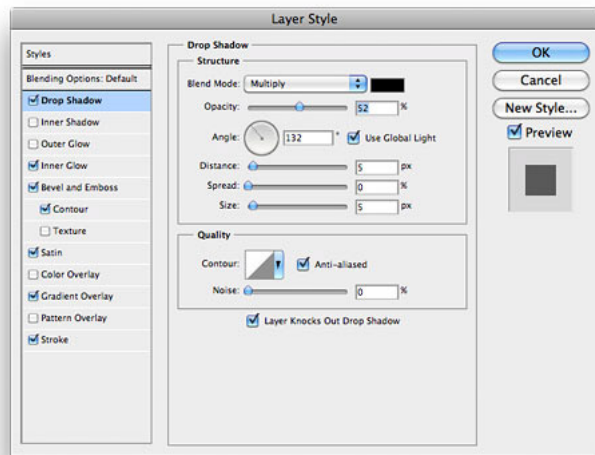 Layer Style
Styles
Blending Options: Default
Drop Shadow
Inner Shadow
Outer Glow
Inner Glow
Bevel and Emboss
Contour
Texture
Satin
Color Overlay
Gradient Overlay
Pattern Overlay
Stroke
Drop Shadow
Structure
Blend Mode: Multiply
Opacity: 52 %
Angle: 132 ° Use Global Light
Distance: 5 px
Spread: 0 %
Size: 5 px
Quality
Contour: Anti-aliased
Noise: 0 %
Layer Knocks Out Drop Shadow
OK
Cancel
New Style...
Preview